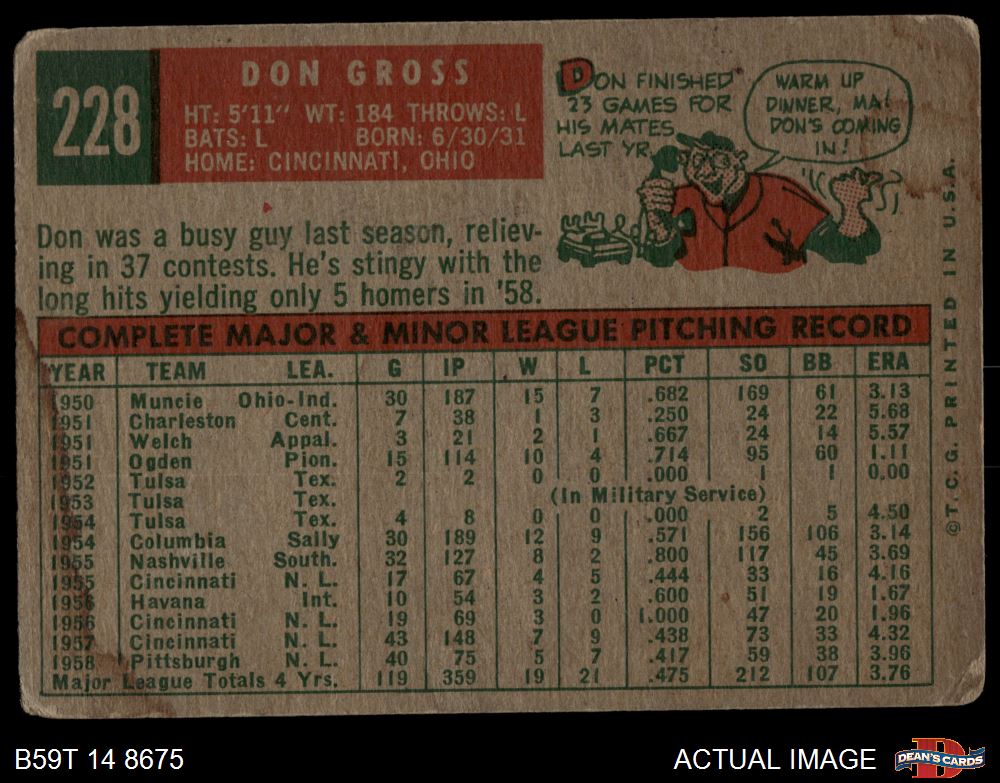 228
DON GROSS
HT: 5'11" WT: 184 THROWS: L
BATS: L BORN: 6/30/31
HOME: CINCINNATI, OHIO
DON FINISHED
23 GAMES FOR
HIS MATES
LAST YR.
WARM UP
DINNER, MA!
DON'S COMING
IN!
Don was a busy guy last season, reliev-
ing in 37 contests. He's stingy with the
long hits yielding only 5 homers in '58.
COMPLETE MAJOR & MINOR LEAGUE PITCHING RECORD
YEAR TEAM LEA. G IP W L PCT SO BB ERA
1950 Muncie Ohio-Ind. 30 187 15 7 .682 169 61 3.13
1951 Charleston Cent. 7 38 1 3 .250 24 22 5.68
1951 Welch Appal. 3 21 2 1 .667 24 14 5.57
1951 Ogden Pion. 15 114 10 4 .714 95 60 1.11
1952 Tulsa Tex. 2 2 0 0 .000 1 1 0.00
1953 Tulsa Tex. (In Military Service)
1954 Tulsa Tex. 4 8 0 0 .000 2 5 4.50
1954 Columbia Sally 30 189 12 9 .571 156 106 3.14
1955 Nashville South. 32 127 8 2 .800 117 45 3.69
1955 Cincinnati N. L. 17 67 4 5 .444 33 16 4.16
1956 Havana Int. 10 54 3 2 .600 51 19 1.67
1956 Cincinnati N. L. 19 69 3 0 1.000 47 20 1.96
1957 Cincinnati N. L. 43 148 7 9 .438 73 33 4.32
1958 Pittsburgh N. L. 40 75 5 7 .417 59 38 3.96
Major League Totals 4 Yrs. 119 359 19 21 .475 212 107 3.76
©T.C.G. PRINTED IN U.S.A.
B59T 14 8675
ACTUAL IMAGE
DEAN'S CARDS